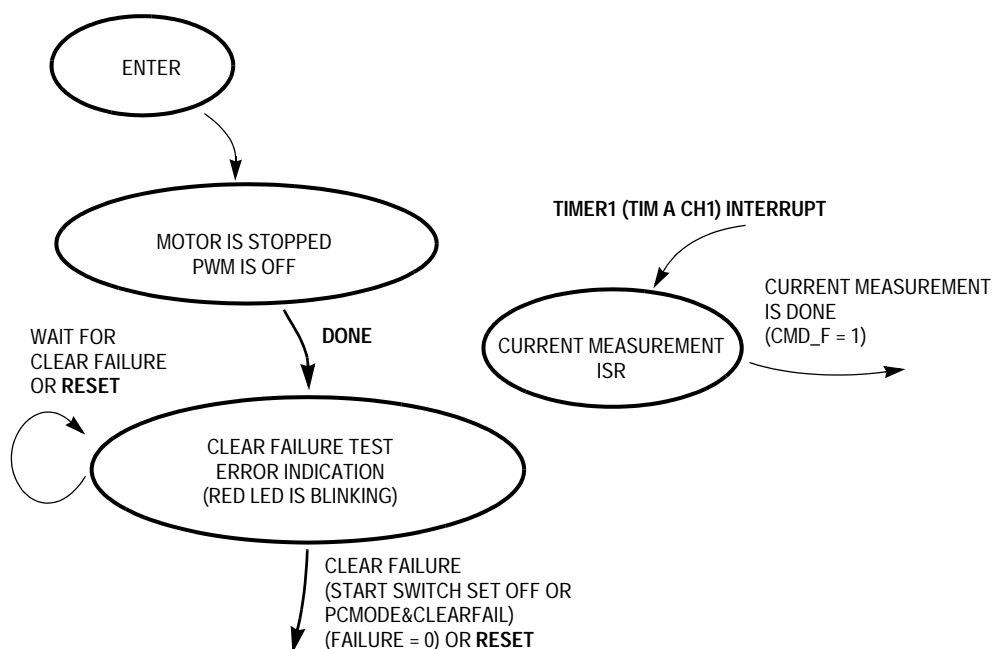 ENTER
MOTOR IS STOPPED
PWM IS OFF
DONE
WAIT FOR
CLEAR FAILURE
OR RESET
CLEAR FAILURE TEST
ERROR INDICATION
(RED LED IS BLINKING)
CLEAR FAILURE
(START SWITCH SET OFF OR
PCMODE&CLEARFAIL)
(FAILURE = 0) OR RESET
TIMER1 (TIM A CH1) INTERRUPT
CURRENT MEASUREMENT
ISR
CURRENT MEASUREMENT
IS DONE
(CMD_F = 1)